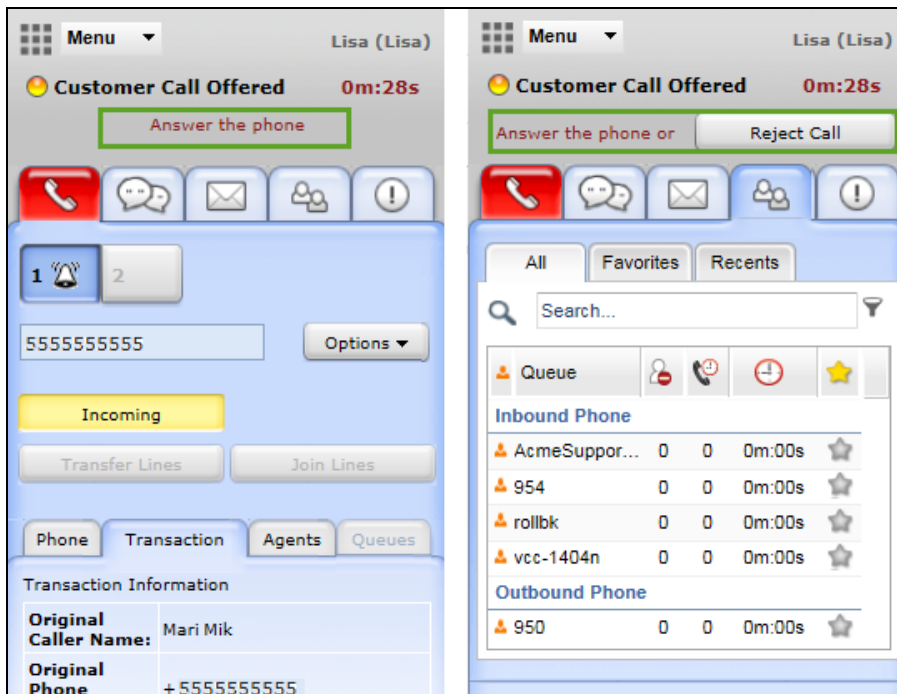 Menu
Lisa (Lisa)
Customer Call Offered 0m:28s
Answer the phone
1
2
5555555555
Options
Incoming
Transfer Lines
Join Lines
Phone Transaction Agents Queues
Transaction Information
Original Caller Name: Mari Mik
Original Phone +5555555555
Menu
Lisa (Lisa)
Customer Call Offered 0m:28s
Answer the phone or Reject Call
All Favorites Recents
Search...
Queue
Inbound Phone
AcmeSuppor... 0 0 0m:00s
954 0 0 0m:00s
rollbk 0 0 0m:00s
vcc-1404n 0 0 0m:00s
Outbound Phone
950 0 0 0m:00s